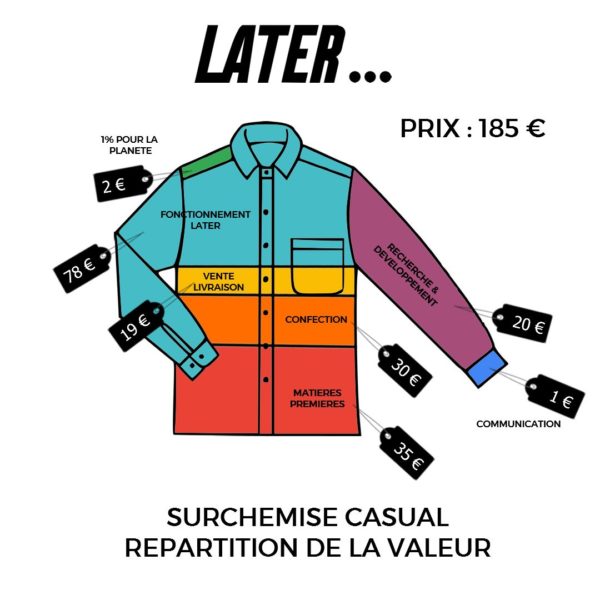 LATER...
PRIX : 185 €
1% POUR LA
PLANETE
2 €
FONCTIONNEMENT
LATER
78 €
VENTE
LIVRAISON
19 €
RECHERCHE &
DEVELOPPEMENT
20 €
CONFECTION
30 €
1 €
COMMUNICATION
MATIERES
PREMIERES
35 €
SURCHEMISE CASUAL
REPARTITION DE LA VALEUR